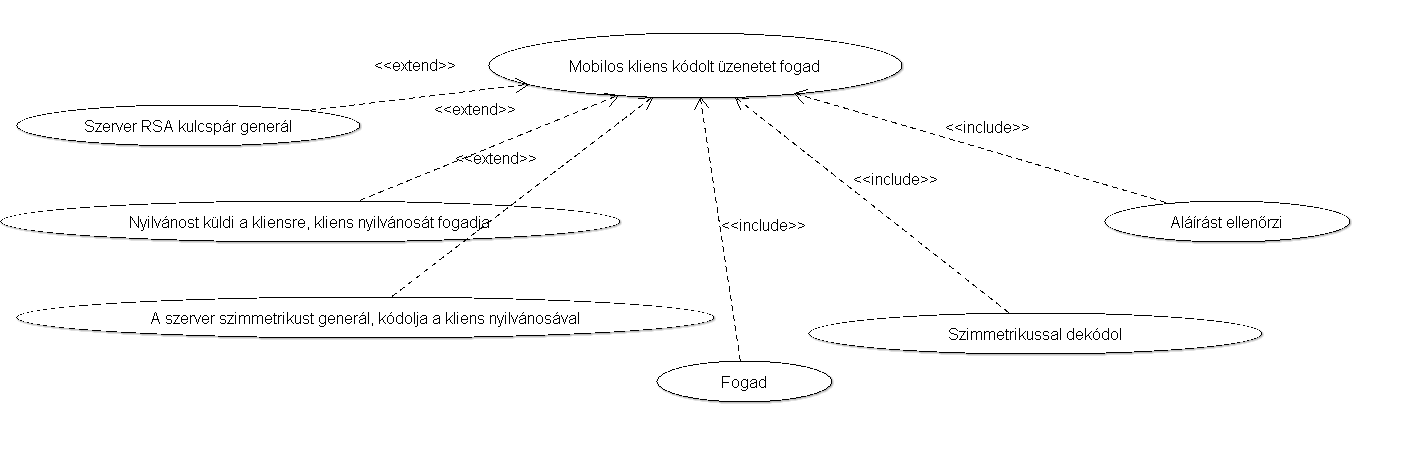 Mobilos kliens kódolt üzenetet fogad
<<extend>>
<<extend>>
Szerver RSA kulcspár generál
<<include>>
<<extend>>
<<include>>
Nyilvánost küldi a kliensre, kliens nyilvánosát fogadja
<<include>>
Aláírást ellenőrzi
A szerver szimmetrikust generál, kódolja a kliens nyilvánosával
Szimmetrikussal dekódol
Fogad